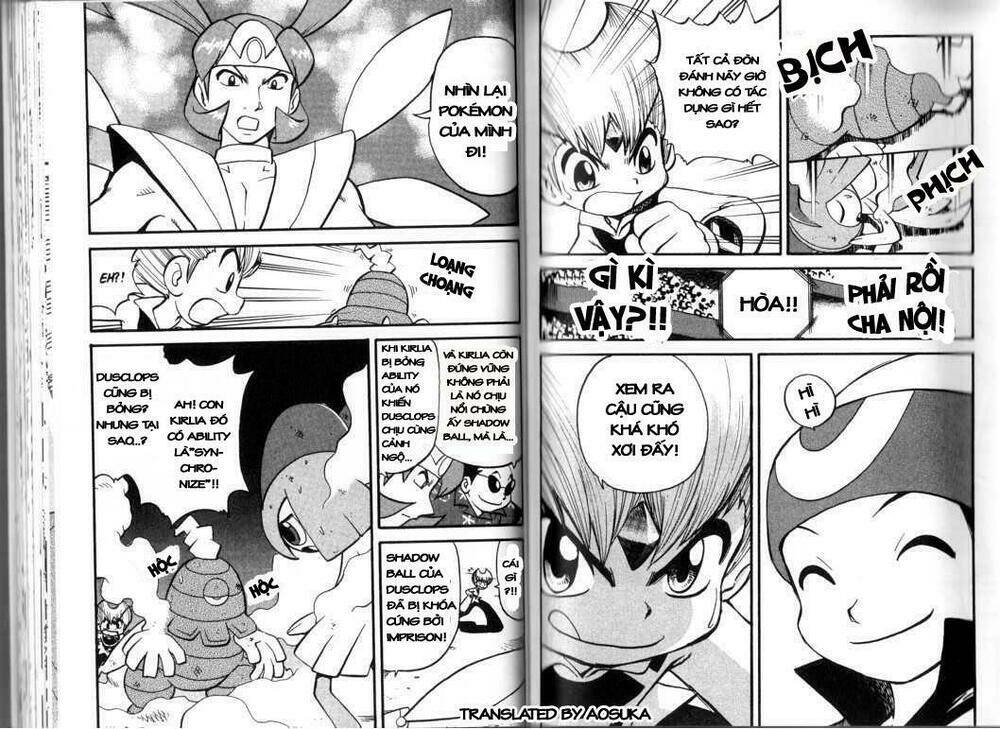 NHÌN LẠI
POKÉMON
CỦA MÌNH
ĐI!
EH?!
LOẠNG
CHOẠNG
DUSCLOPS
CŨNG BỊ
BỎNG?
NHƯNG TẠI
SAO...?
AH! CON
KIRLIA ĐÓ
CÓ ABILITY
LÀ "SYN-
CHRO-
NIZE"!!
HỘC
HỘC
KHI KIRLIA
BỊ BỎNG
ABILITY
CỦA NÓ
KHIẾN
DUSCLOPS
CHỊU CÙNG
CẢNH
NGỘ...
VÀ KIRLIA CÒN
ĐỨNG VỮNG
KHÔNG PHẢI
LÀ NÓ CHỊU
NỔI CHỪNG
ẤY SHADOW
BALL, MÀ LÀ...
SHADOW
BALL CỦA
DUSCLOPS
ĐÃ BỊ KHÓA
CỨNG BỞI
IMPRISON!
CÁI
GÌ
?!!
TẤT CẢ ĐÒN
ĐÁNH NÃY GIỜ
KHÔNG CÓ TÁC
DỤNG GÌ HẾT
SAO?
BỊCH
PHỊCH
GÌ KÌ
VẬY?!!
HÒA!!
PHẢI RỒI
CHA NỘI!
XEM RA
CẬU CŨNG
KHÁ KHÓ
XƠI ĐẤY!
HÌ
HÌ
TRANSLATED BY AOSUKA